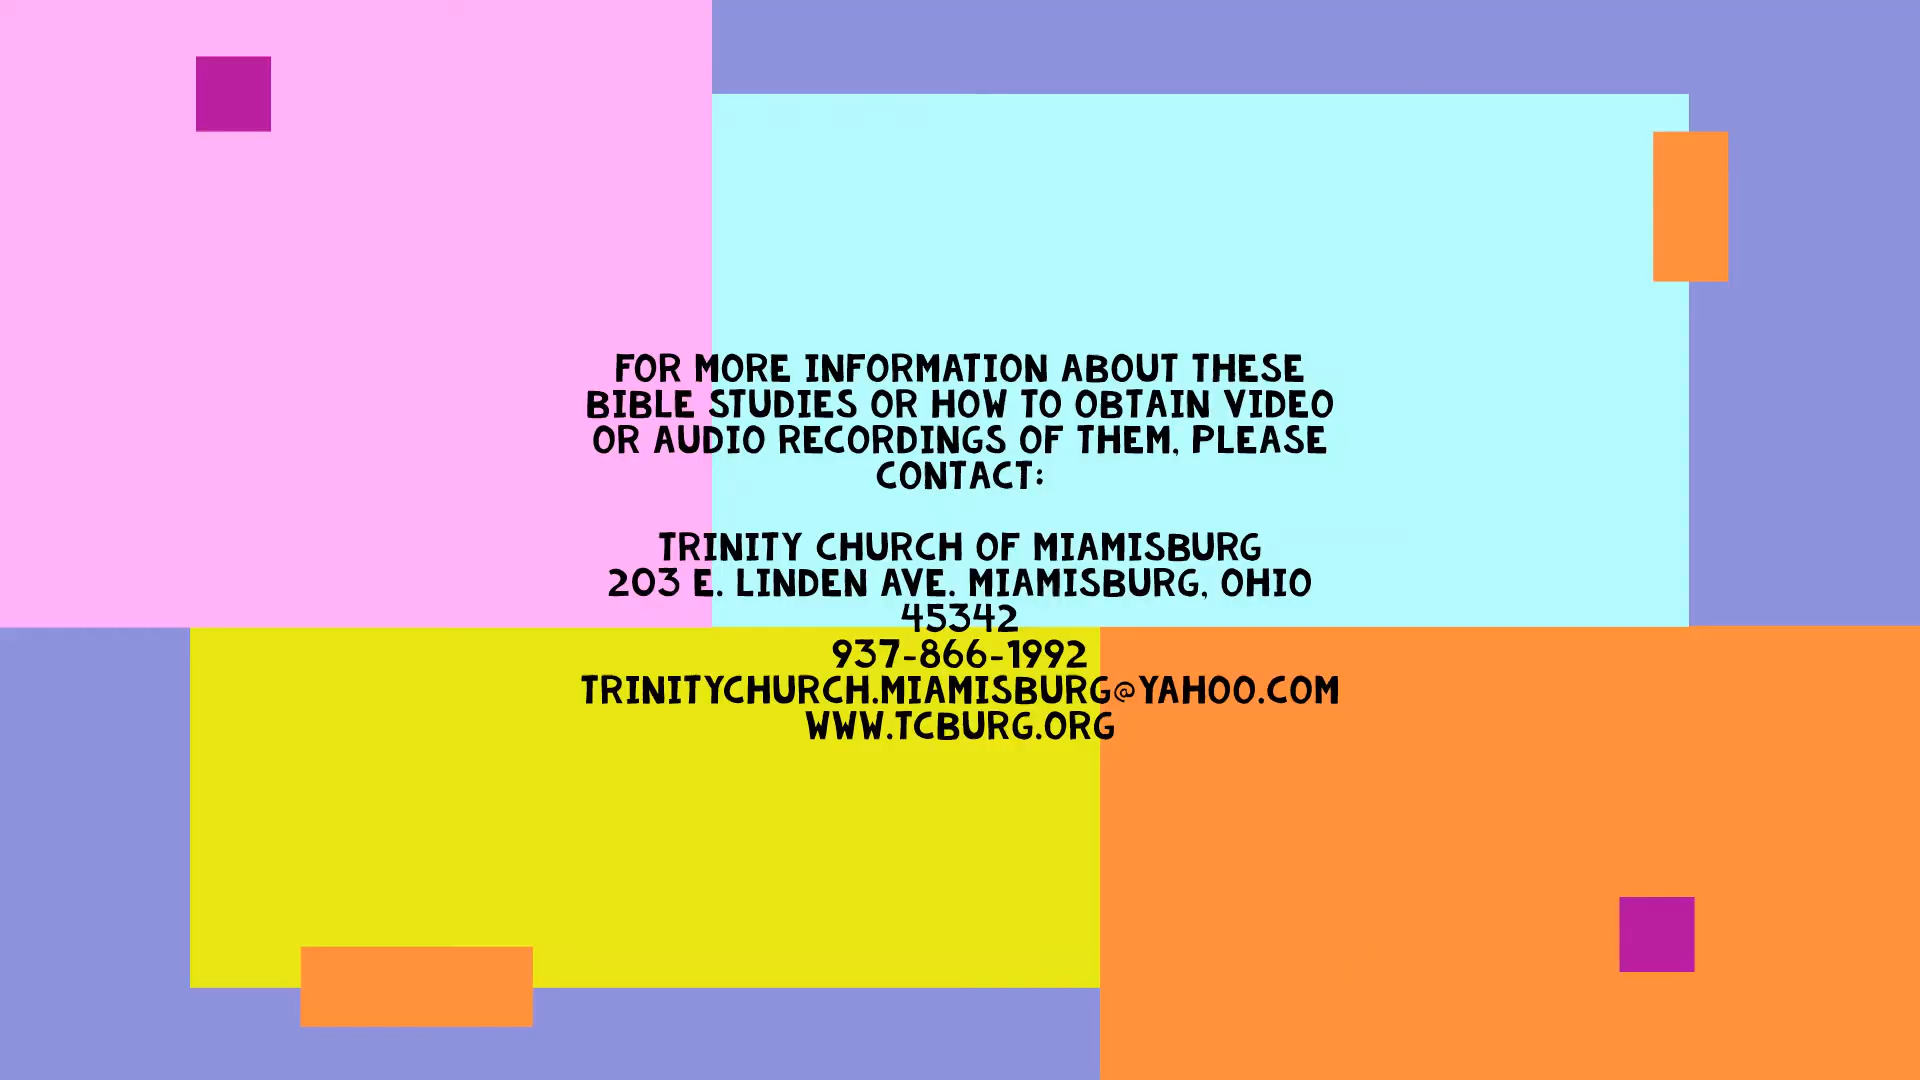 FOR MORE INFORMATION ABOUT THESE
BIBLE STUDIES OR HOW TO OBTAIN VIDEO
OR AUDIO RECORDINGS OF THEM, PLEASE
CONTACT:
TRINITY CHURCH OF MIAMISBURG
203 E. LINDEN AVE. MIAMISBURG, OHIO
45342
937-866-1992
TRINITYCHURCH.MIAMISBURG@YAHOO.COM
WWW.TCBURG.ORG